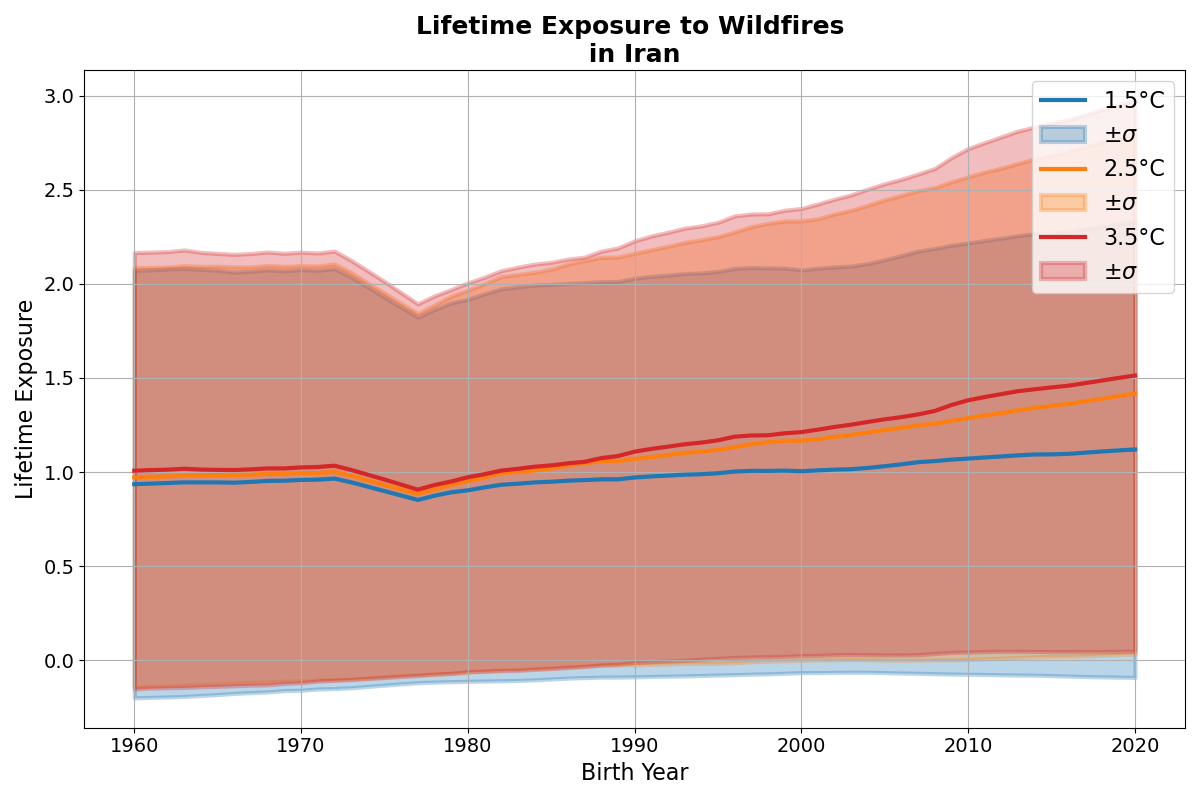 Lifetime Exposure to Wildfires
in Iran
3.0
2.5
2.0
1.5
1.0
0.5
0.0
Lifetime Exposure
1960
1970
1980
1990
2000
2010
2020
Birth Year
1.5°C
±σ
2.5°C
±σ
3.5°C
±σ